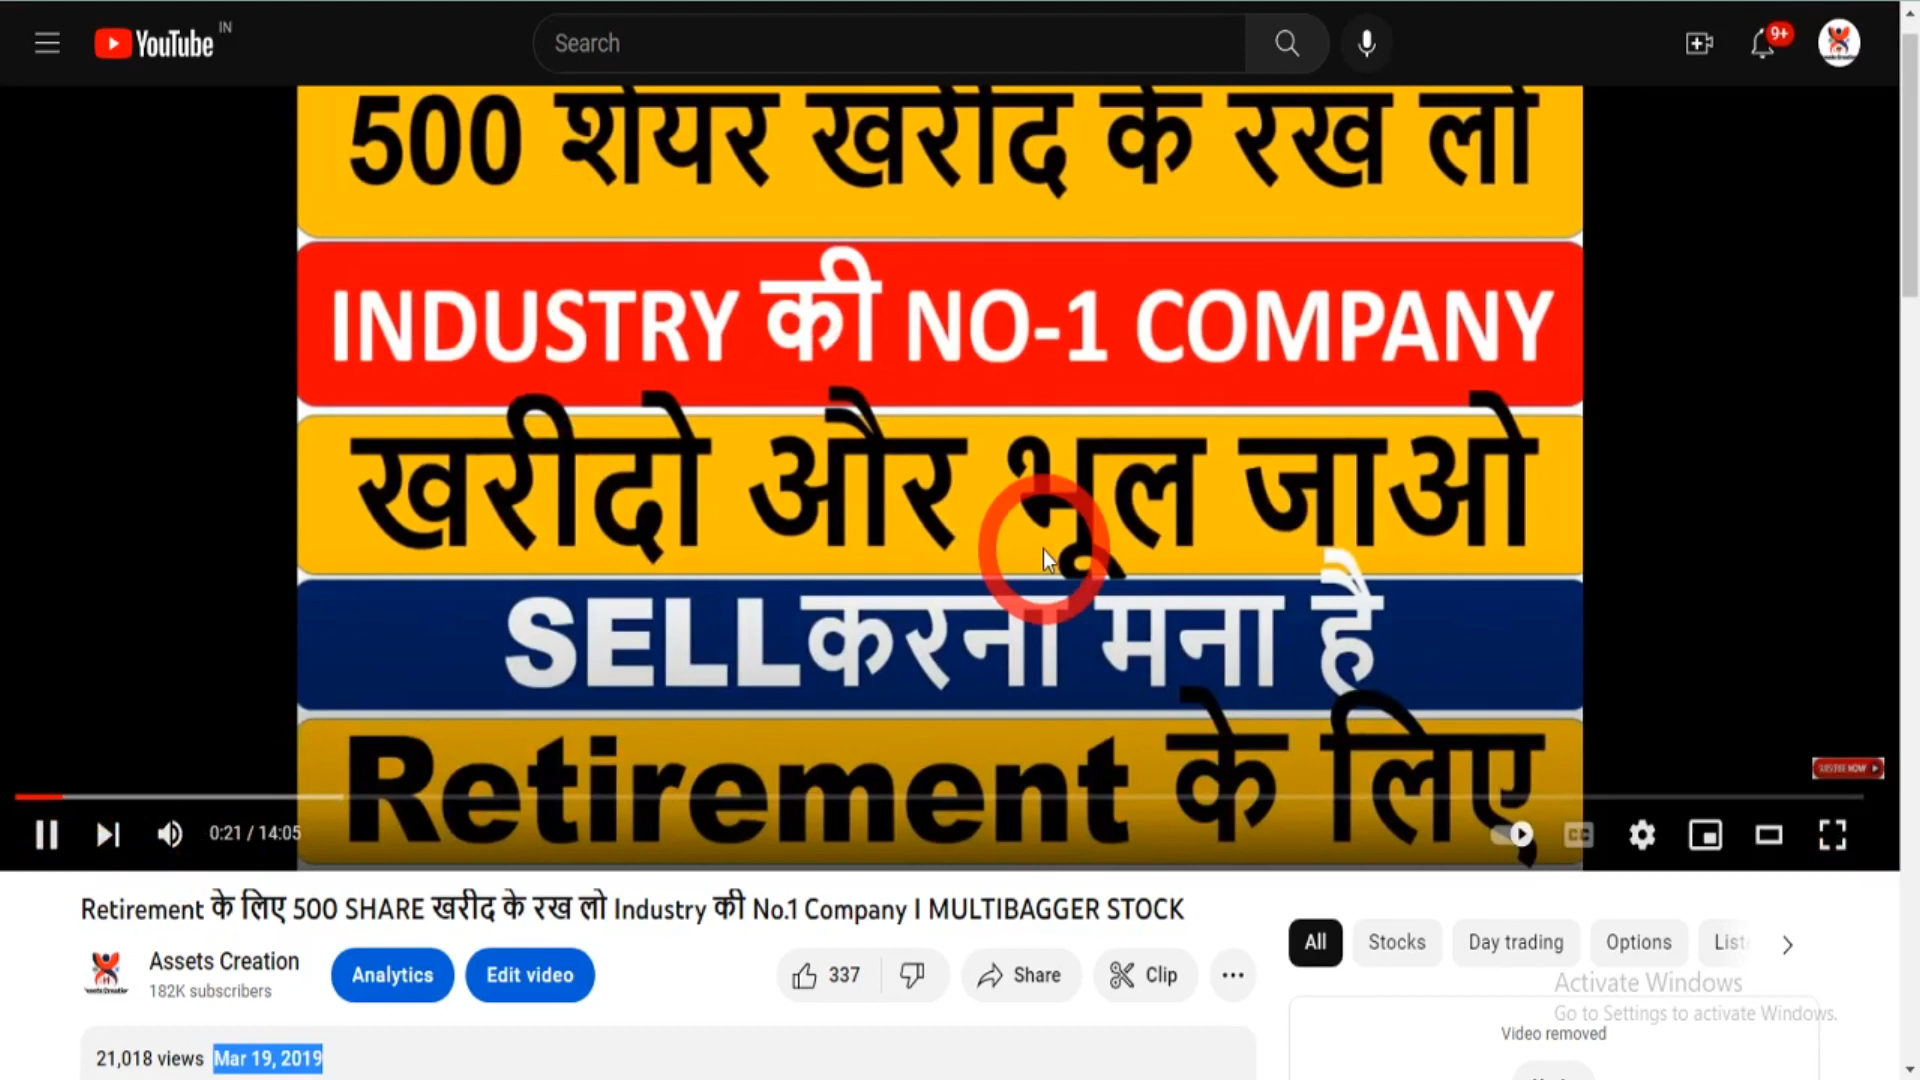 YouTube IN
Search
9+
500 शेयर खरीद के रख लो
INDUSTRY की NO-1 COMPANY
खरीदो और भूल जाओ
SELL करना मना है
Retirement के लिए
SUBSCRIBE NOW
0:21 / 14:05
CC
Retirement के लिए 500 SHARE खरीद के रख लो Industry की No.1 Company I MULTIBAGGER STOCK
Assets Creation
182K subscribers
Analytics
Edit video
337
Share
Clip
All
Stocks
Day trading
Options
Activate Windows
Go to Settings to activate Windows.
Video removed
21,018 views Mar 19, 2019